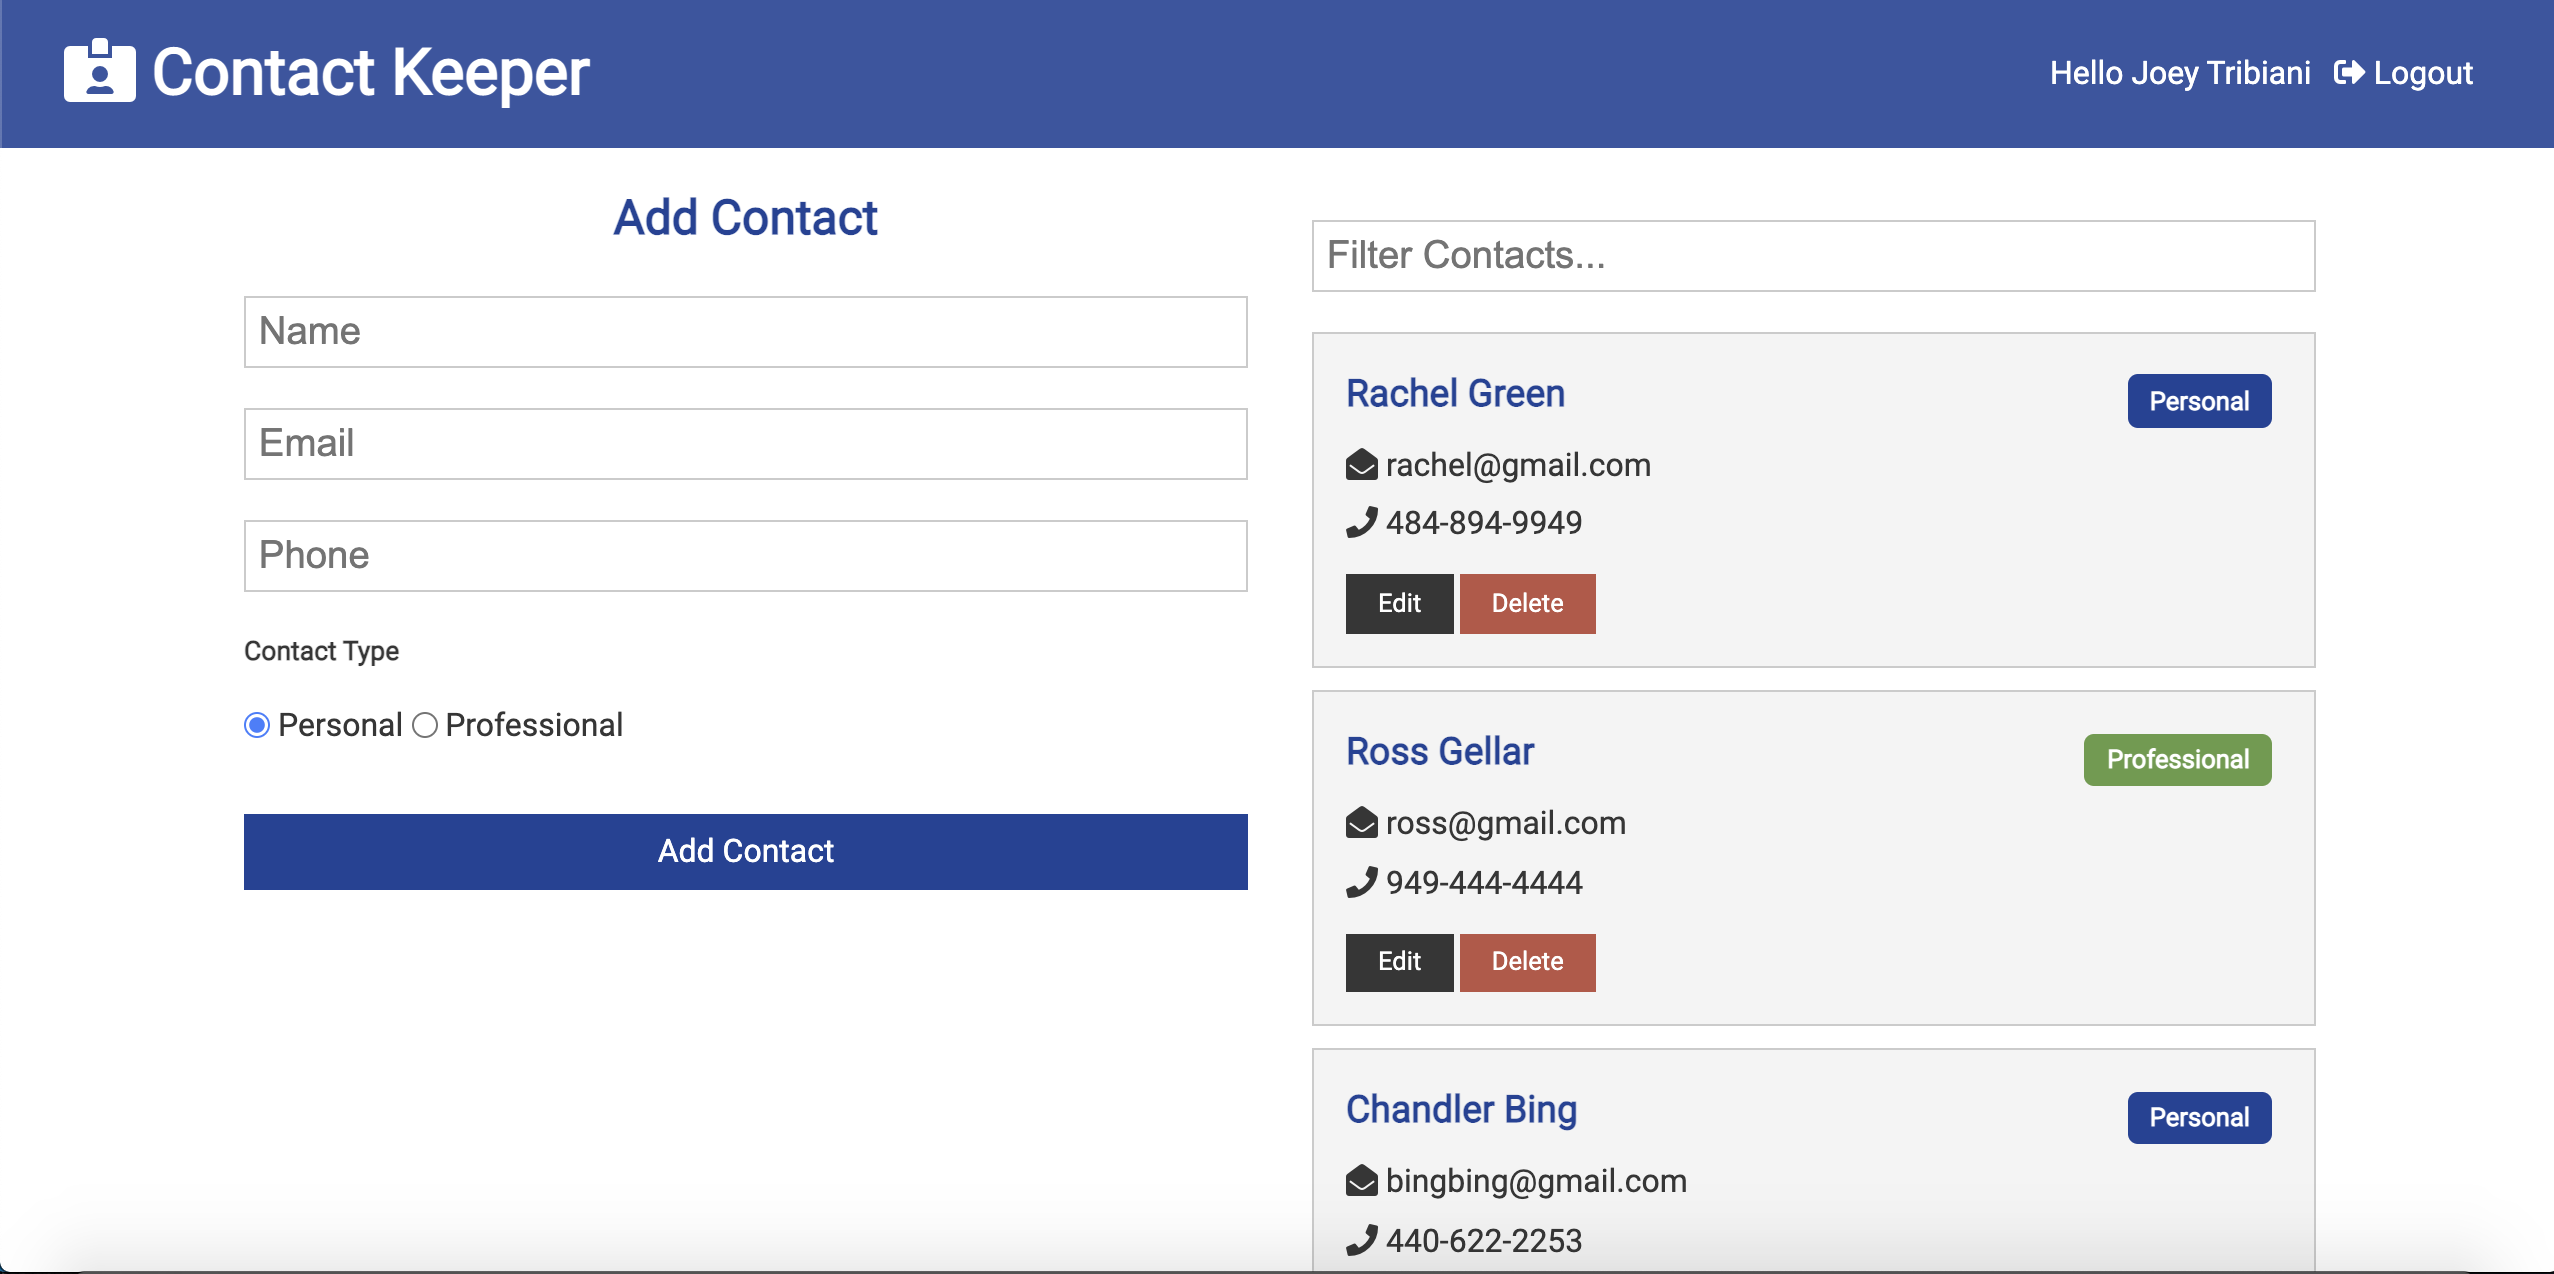 Contact Keeper
Hello Joey Tribiani Logout
Add Contact
Name
Email
Phone
Contact Type
Personal Professional
Add Contact
Filter Contacts...
Rachel Green
Personal
rachel@gmail.com
484-894-9949
Edit Delete
Ross Gellar
Professional
ross@gmail.com
949-444-4444
Edit Delete
Chandler Bing
Personal
bingbing@gmail.com
440-622-2253